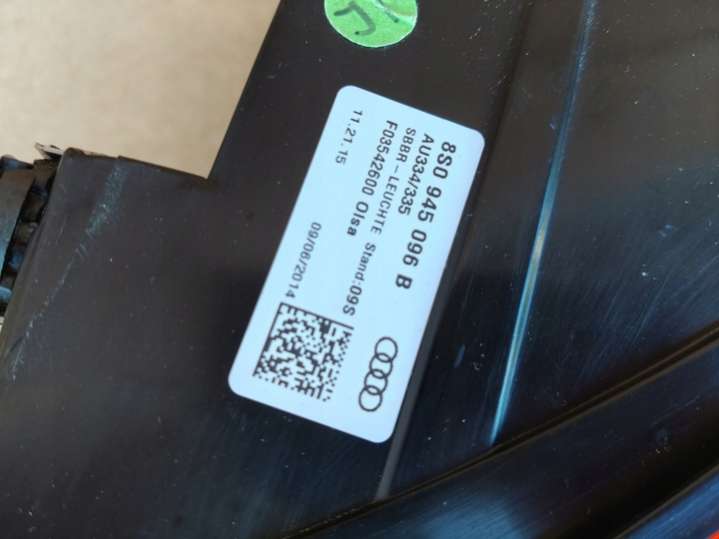 8S0 945 096 B
AU334/335
SBBR-LEUCHTE Stand:09S
F03542600 Olsa
11.21.15
09/06/2014